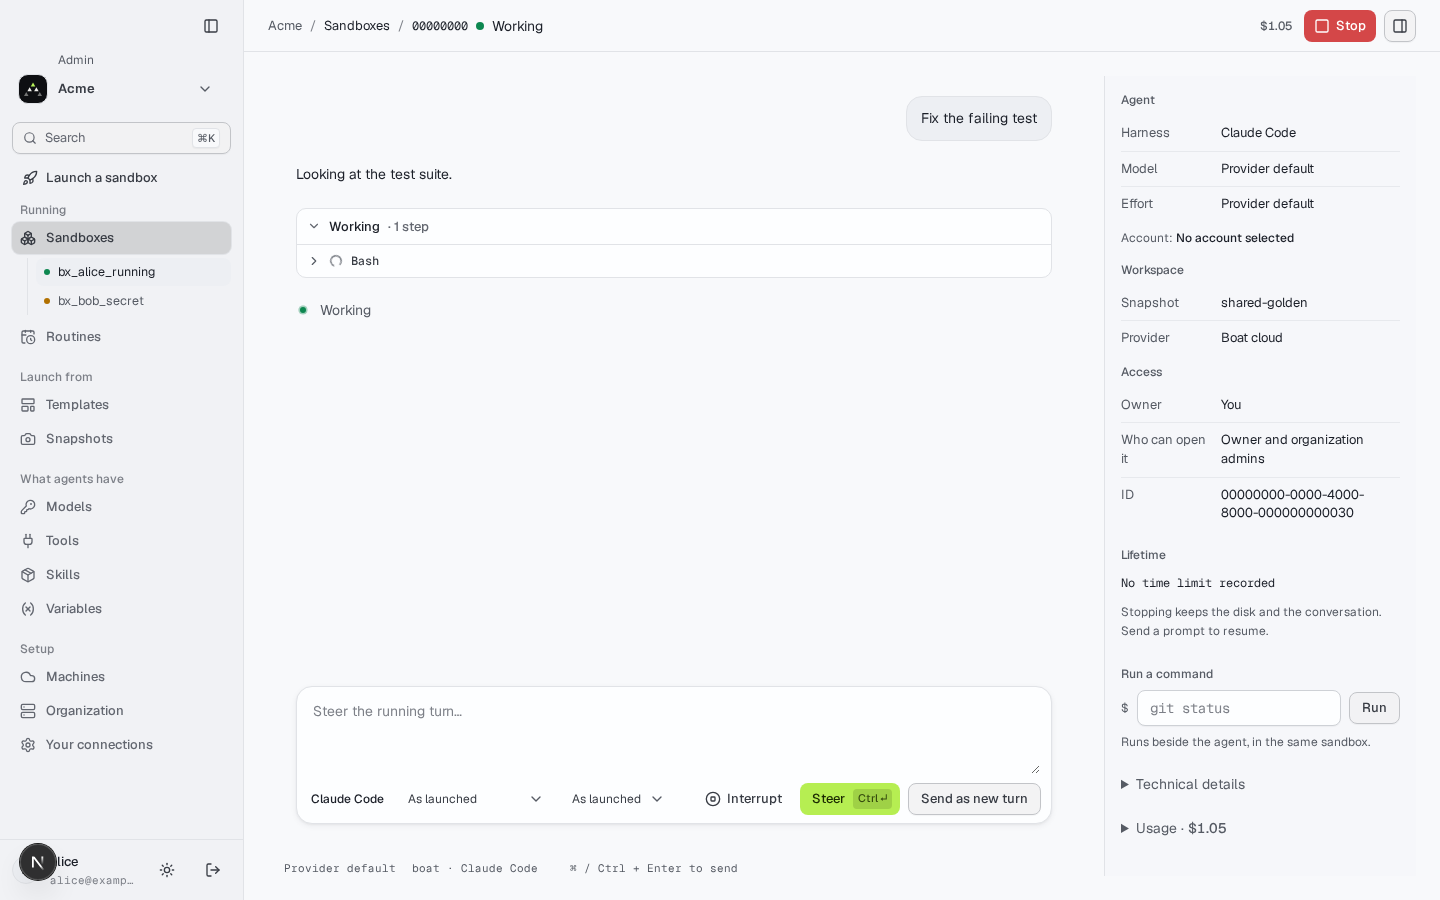 Admin
Acme
Search ⌘K
Launch a sandbox
Running
Sandboxes
bx_alice_running
bx_bob_secret
Routines
Launch from
Templates
Snapshots
What agents have
Models
Tools
Skills
Variables
Setup
Machines
Organization
Your connections
N lice
alice@examp…
Acme / Sandboxes / 00000000 Working
$1.05 Stop
Fix the failing test
Looking at the test suite.
Working · 1 step
Bash
Working
Steer the running turn…
Claude Code As launched As launched Interrupt Steer Ctrl↵ Send as new turn
Provider default boat · Claude Code ⌘ / Ctrl + Enter to send
Agent
Harness Claude Code
Model Provider default
Effort Provider default
Account: No account selected
Workspace
Snapshot shared-golden
Provider Boat cloud
Access
Owner You
Who can open it Owner and organization admins
ID 00000000-0000-4000-8000-000000000030
Lifetime
No time limit recorded
Stopping keeps the disk and the conversation.
Send a prompt to resume.
Run a command
$ git status Run
Runs beside the agent, in the same sandbox.
Technical details
Usage · $1.05